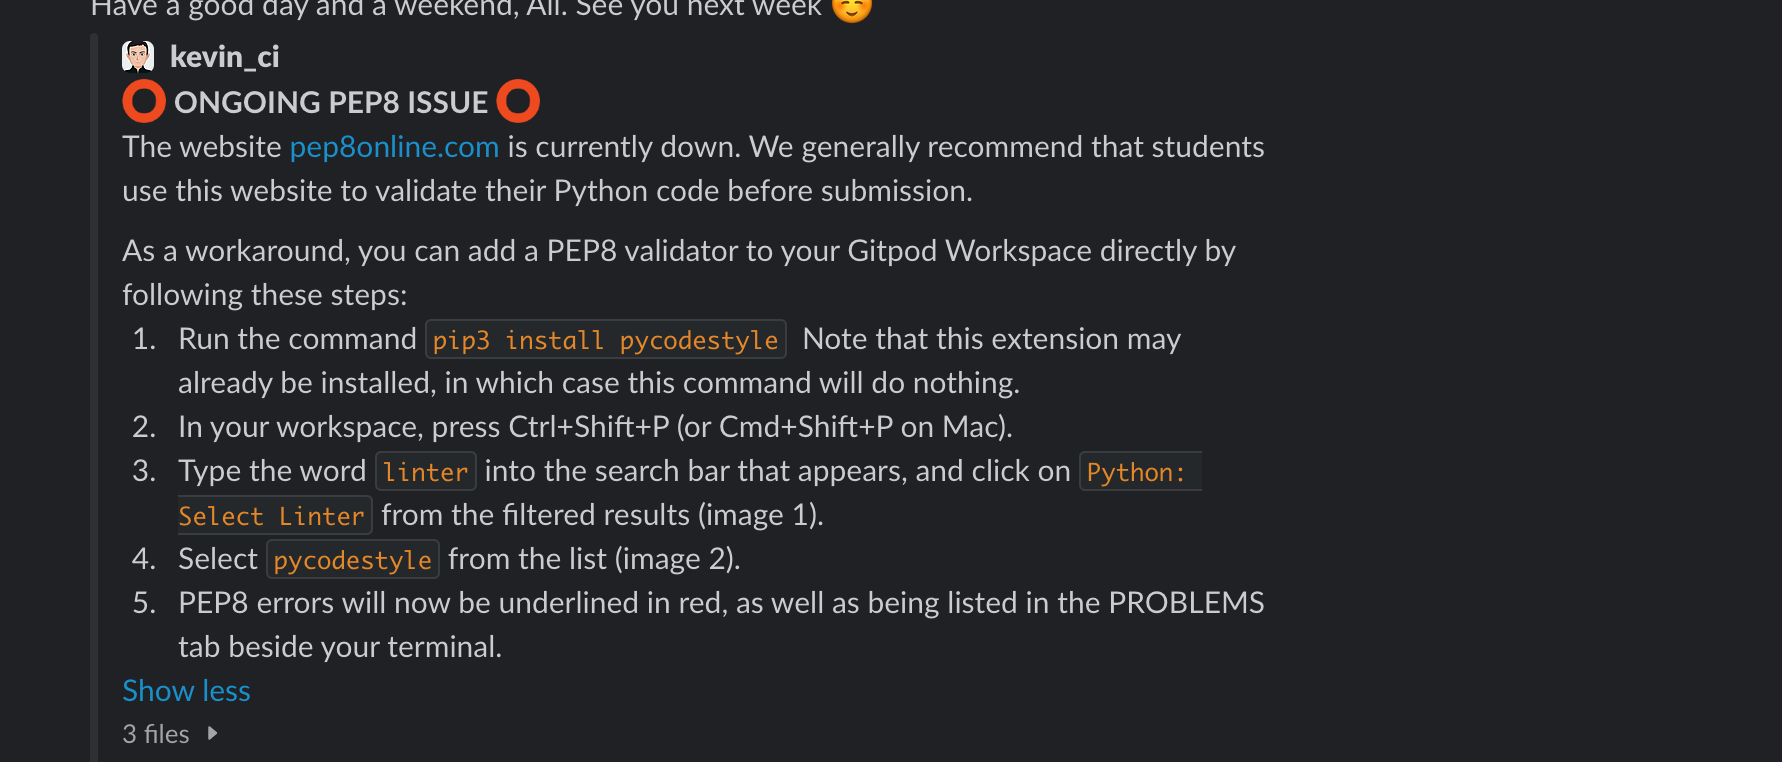 Have a good day and a weekend, All. See you next week 😊
kevin_ci
⭕ ONGOING PEP8 ISSUE ⭕
The website pep8online.com is currently down. We generally recommend that students
use this website to validate their Python code before submission.
As a workaround, you can add a PEP8 validator to your Gitpod Workspace directly by
following these steps:
1. Run the command pip3 install pycodestyle Note that this extension may
already be installed, in which case this command will do nothing.
2. In your workspace, press Ctrl+Shift+P (or Cmd+Shift+P on Mac).
3. Type the word linter into the search bar that appears, and click on Python:
Select Linter from the filtered results (image 1).
4. Select pycodestyle from the list (image 2).
5. PEP8 errors will now be underlined in red, as well as being listed in the PROBLEMS
tab beside your terminal.
Show less
3 files